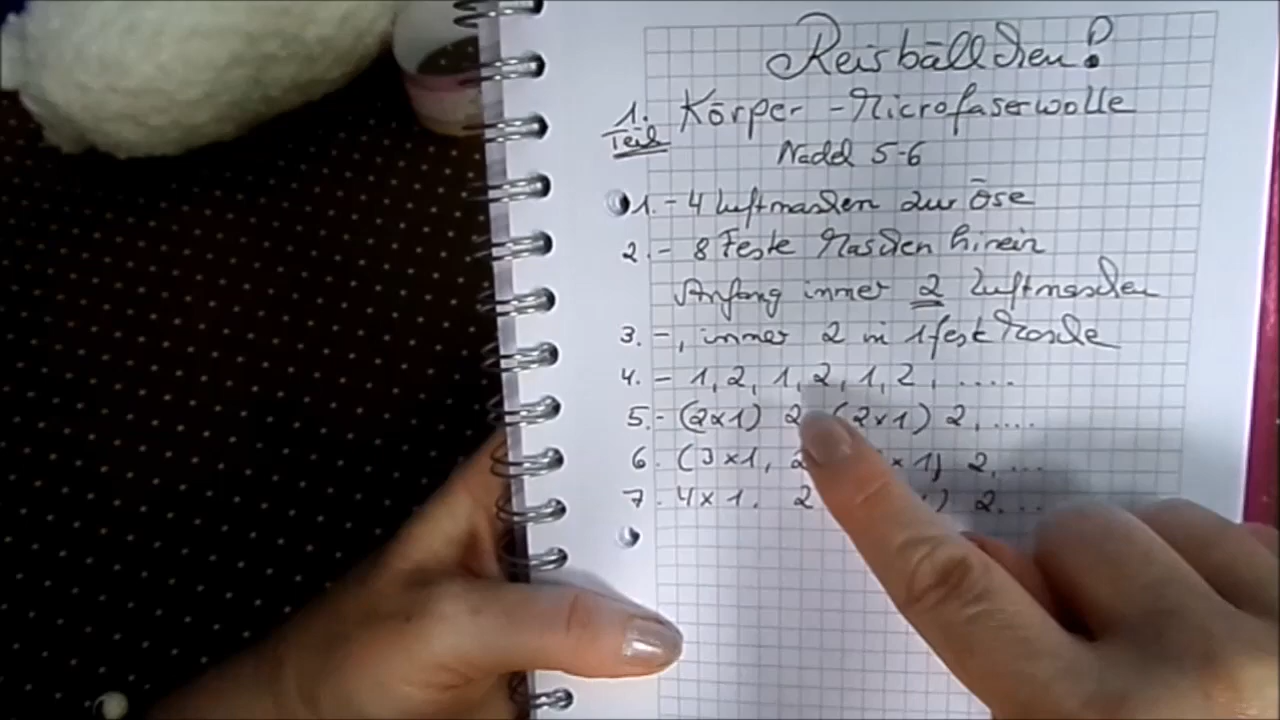 Reisbällchen!
1. Teil Körper - Microfaserwolle
Nadel 5-6
1. - 4 Luftmaschen zur Öse
2. - 8 Feste Maschen hinein
Anfang immer 2 Luftmaschen
3. -, immer 2 in 1 fest Masche
4. - 1, 2, 1, 2, 1, 2, ....
5. - (2x1) 2, (2x1) 2, ....
6. (3x1, 2 x1) 2, ...
7. 4x1. 2 ) 2. ...